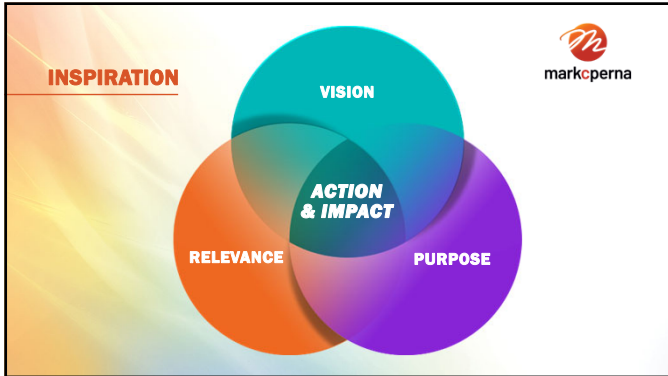 INSPIRATION
markcperna
VISION
ACTION
& IMPACT
RELEVANCE
PURPOSE